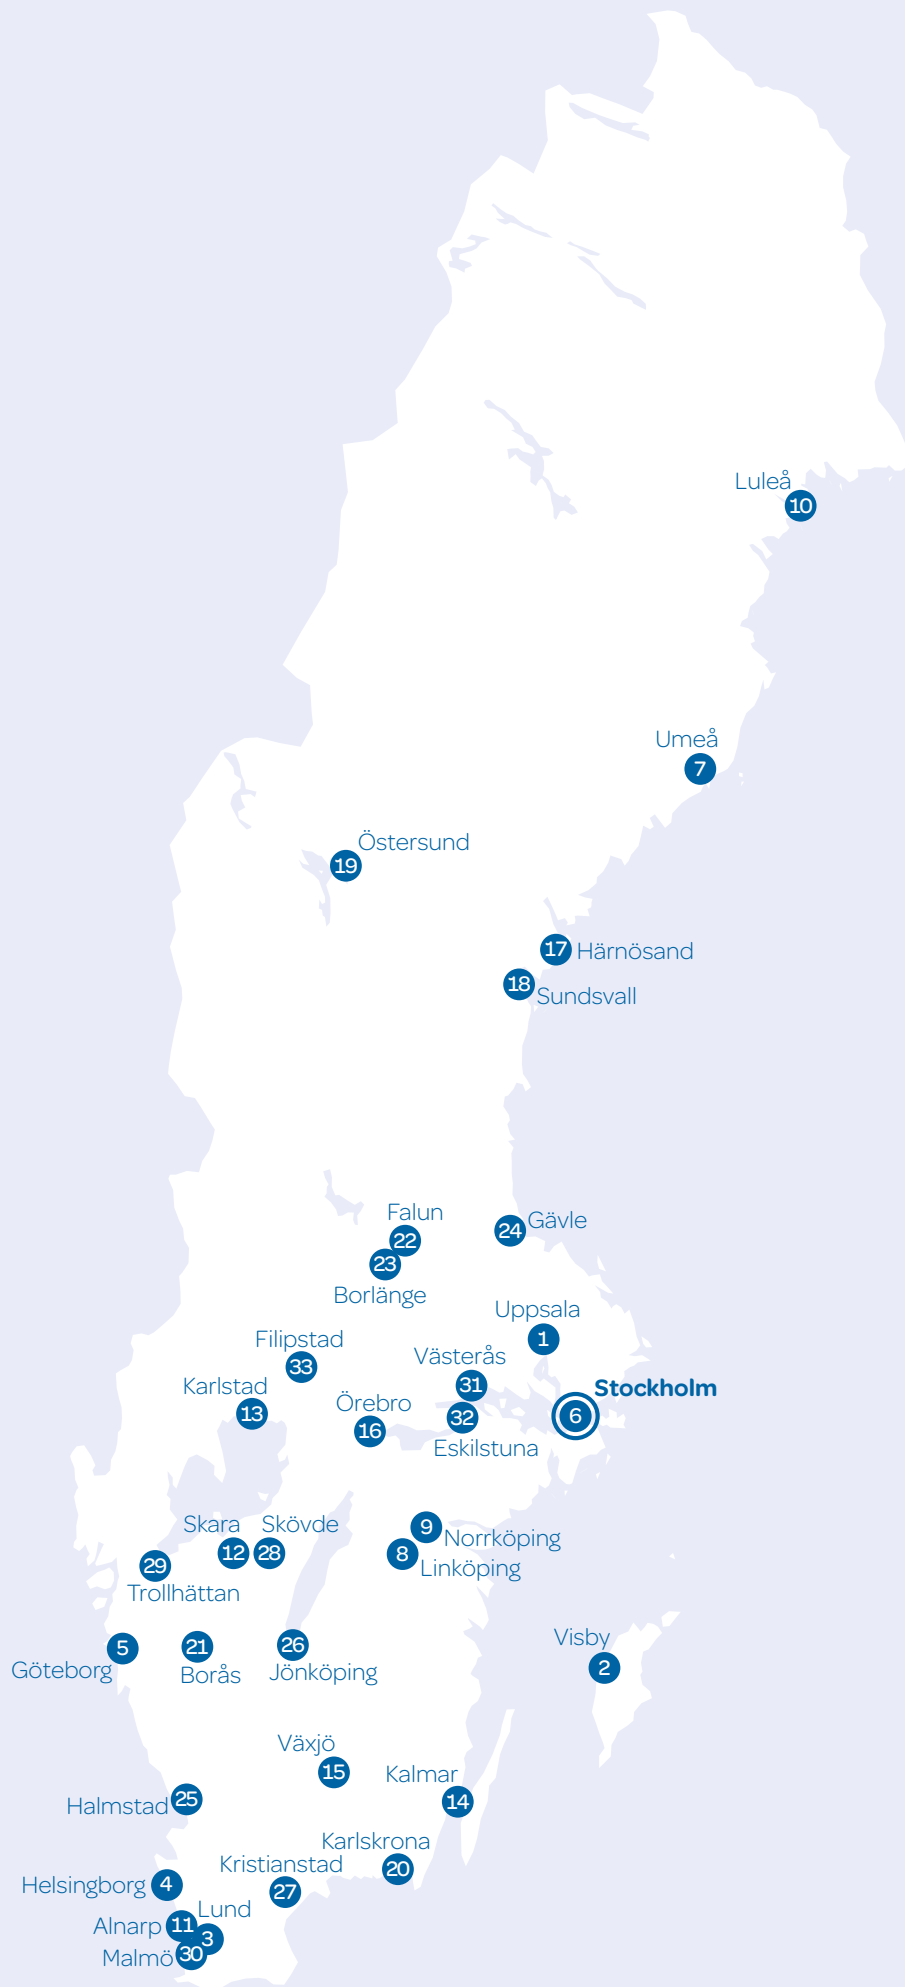 Luleå
10
Umeå
7
Östersund
19
17 Härnösand
18
Sundsvall
Falun
22
24 Gävle
23
Borlänge
Uppsala
1
Filipstad
33
Västerås
31
Karlstad
13
Stockholm
6
Örebro
16
32
Eskilstuna
Skara
12
Skövde
28
9
Norrköping
8
Linköping
29
Trollhättan
5
Göteborg
21
Borås
26
Jönköping
Visby
2
Växjö
15
Kalmar
14
25
Halmstad
Karlskrona
20
Kristianstad
27
Helsingborg 4
Lund
3
Alnarp 11
Malmö 30